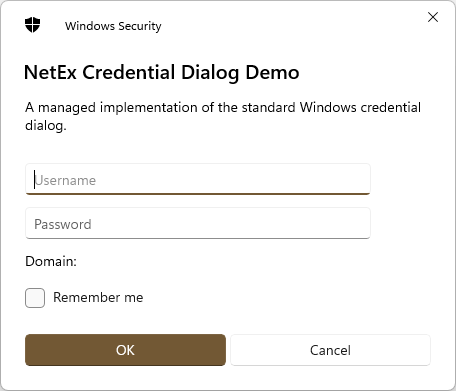 Windows Security
NetEx Credential Dialog Demo
A managed implementation of the standard Windows credential
dialog.
Username
Password
Domain:
Remember me
OK
Cancel